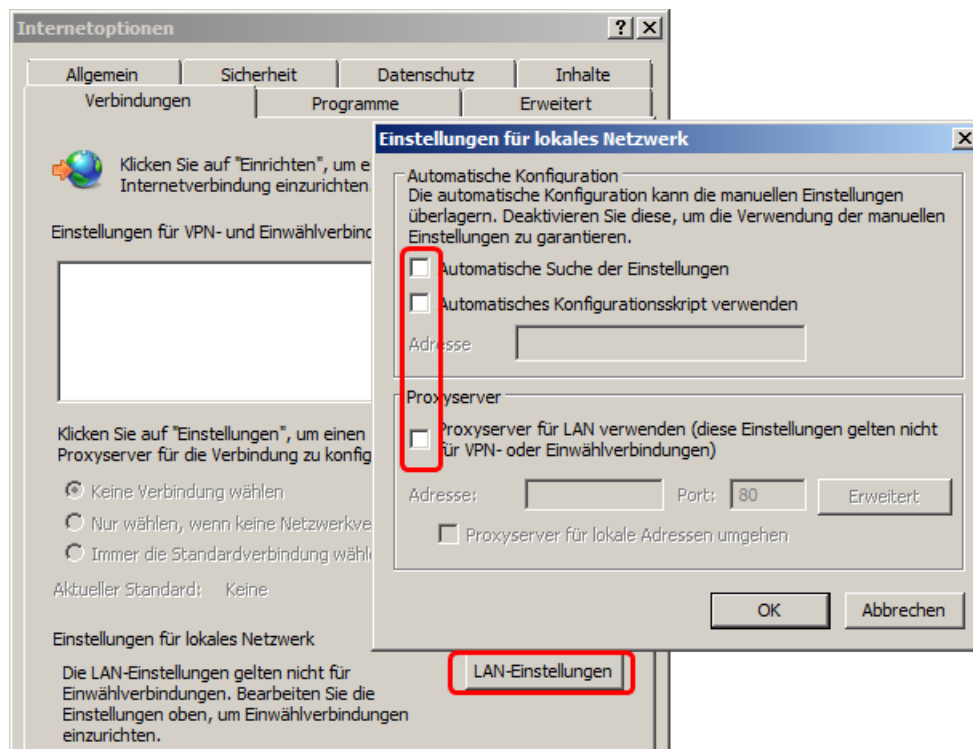 Internetoptionen
Allgemein Sicherheit Datenschutz Inhalte
Verbindungen Programme Erweitert
Klicken Sie auf "Einrichten", um
Internetverbindung einzurichten
Einstellungen für VPN- und
Klicken Sie auf "Einstellungen", um einen
Proxyserver für die Verbindung zu
Keine Verbindung wählen
Nur wählen, wenn keine
Immer die Standardverbindung
Aktueller Standard: Keine
Einstellungen für lokales Netzwerk
Die LAN-Einstellungen gelten nicht für
Einwählverbindungen. Bearbeiten Sie die
Einstellungen oben, um Einwählverbindungen
einzurichten.
LAN-Einstellungen
Einstellungen für lokales Netzwerk
Automatische Konfiguration
Die automatische Konfiguration kann die manuellen Einstellungen
überlagern. Deaktivieren Sie diese, um die Verwendung der manuellen
Einstellungen zu garantieren.
Automatische Suche der Einstellungen
Automatisches Konfigurationsskript verwenden
Adresse
Proxyserver
Proxyserver für LAN verwenden (diese Einstellungen gelten nicht
für VPN- oder Einwählverbindungen)
Adresse: Port: 80 Erweitert
Proxyserver für lokale Adressen umgehen
OK Abbrechen